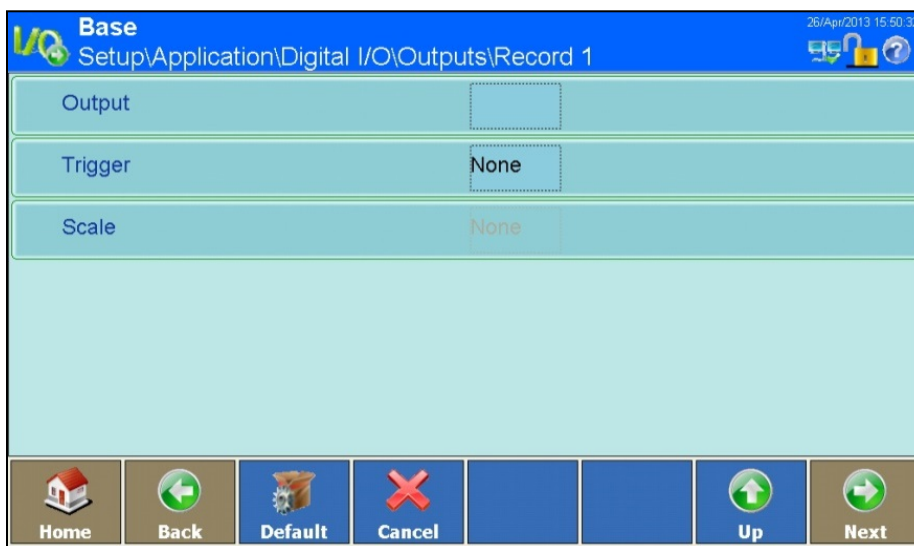 I/O
Base
26/Apr/2013 15:50:32
Setup\Application\Digital I/O\Outputs\Record 1
?
Output
Trigger None
Scale None
Home Back Default Cancel Up Next